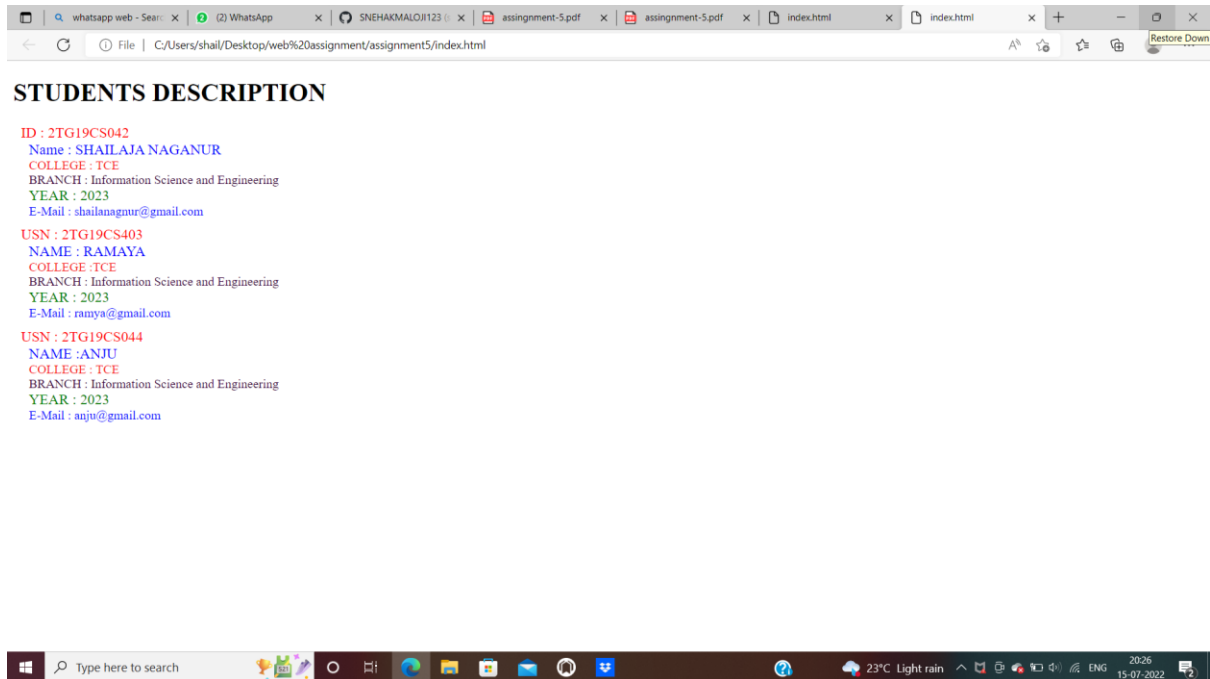 whatsapp web - Sear
(2) WhatsApp
SNEHAKMALOJI123 (
assingnment-5.pdf
assingnment-5.pdf
index.html
index.html
File | C:/Users/shail/Desktop/web%20assignment/assignment5/index.html
Restore Down
STUDENTS DESCRIPTION
ID : 2TG19CS042
Name : SHAILAJA NAGANUR
COLLEGE : TCE
BRANCH : Information Science and Engineering
YEAR : 2023
E-Mail : shailanagnur@gmail.com
USN : 2TG19CS403
NAME : RAMAYA
COLLEGE :TCE
BRANCH : Information Science and Engineering
YEAR : 2023
E-Mail : ramya@gmail.com
USN : 2TG19CS044
NAME :ANJU
COLLEGE : TCE
BRANCH : Information Science and Engineering
YEAR : 2023
E-Mail : anju@gmail.com
Type here to search
23°C Light rain
ENG
20:26
15-07-2022